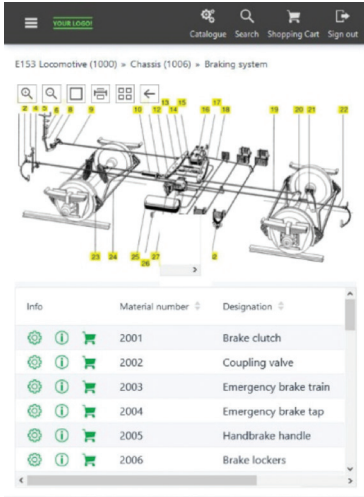 YOUR LOGO!
Catalogue Search Shopping Cart Sign out
E153 Locomotive (1000) » Chassis (1006) » Braking system
13 15 17
2 4 5 6 8 9 10 12 14 16 18 19 20 21 22
23 24 25 26 27 2
Info Material number Designation
2001 Brake clutch
2002 Coupling valve
2003 Emergency brake train
2004 Emergency brake tap
2005 Handbrake handle
2006 Brake lockers